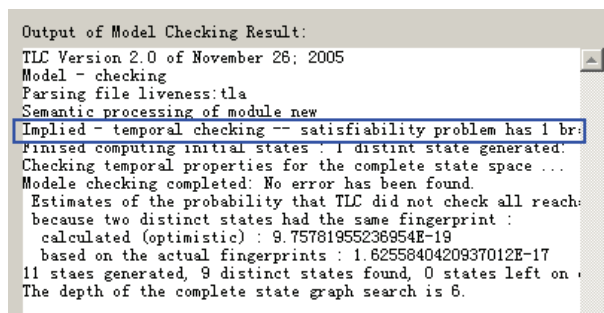 Output of Model Checking Result:
TLC Version 2.0 of November 26; 2005
Model - checking
Parsing file liveness:tla
Semantic processing of module new
Implied - temporal checking -- satisfiability problem has 1 br
Finised computing initial states : 1 distint state generated:
Checking temporal properties for the complete state space ...
Modele checking completed: No error has been found.
Estimates of the probability that TLC did not check all reach
because two distinct states had the same fingerprint :
calculated (optimistic) : 9.75781955236954E-19
based on the actual fingerprints : 1.6255840420937012E-17
11 staes generated, 9 distinct states found, 0 states left on
The depth of the complete state graph search is 6.